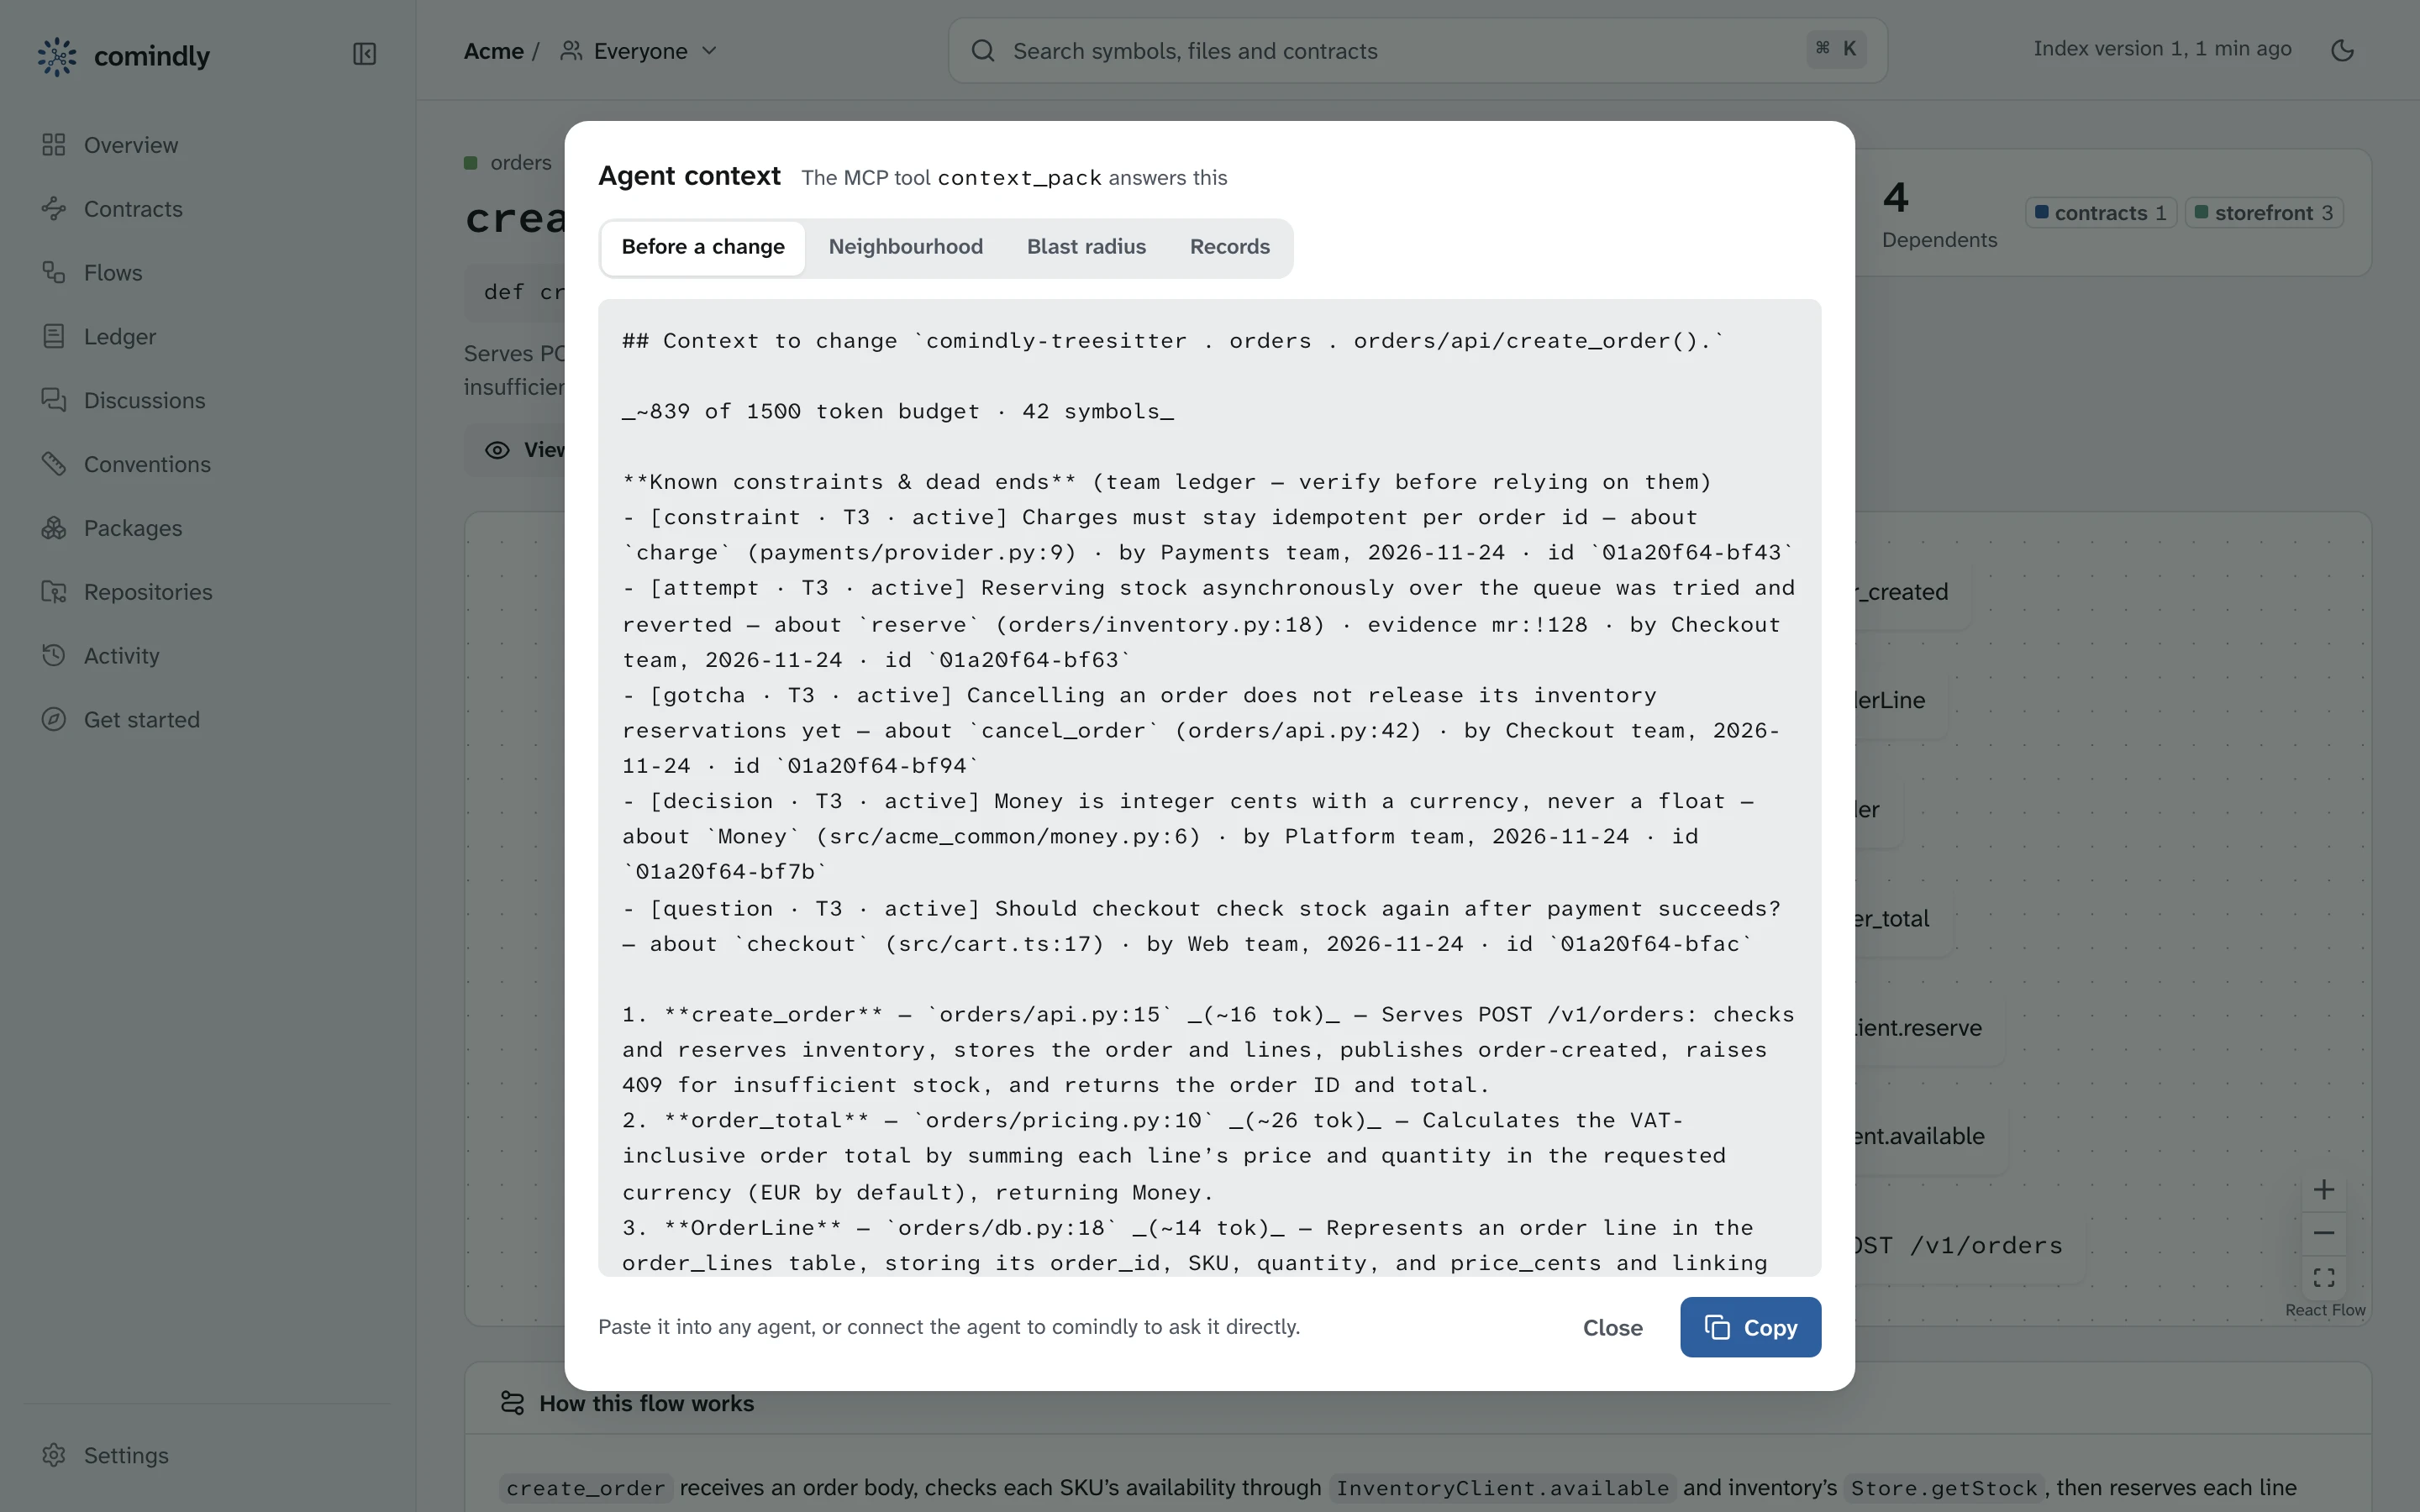 comindly
Acme / Everyone
Search symbols, files and contracts
⌘ K
Index version 1, 1 min ago
Overview
Contracts
Flows
Ledger
Discussions
Conventions
Packages
Repositories
Activity
Get started
Settings
orders
crea
def cr
Serves PO
insufficien
View
4
Dependents
contracts 1
storefront 3
Agent context The MCP tool context_pack answers this
Before a change
Neighbourhood
Blast radius
Records
## Context to change `comindly-treesitter . orders . orders/api/create_order().`
_~839 of 1500 token budget · 42 symbols_
**Known constraints & dead ends** (team ledger — verify before relying on them)
- [constraint · T3 · active] Charges must stay idempotent per order id — about
`charge` (payments/provider.py:9) · by Payments team, 2026-11-24 · id `01a20f64-bf43`
- [attempt · T3 · active] Reserving stock asynchronously over the queue was tried and
reverted — about `reserve` (orders/inventory.py:18) · evidence mr:!128 · by Checkout
team, 2026-11-24 · id `01a20f64-bf63`
- [gotcha · T3 · active] Cancelling an order does not release its inventory
reservations yet — about `cancel_order` (orders/api.py:42) · by Checkout team, 2026-
11-24 · id `01a20f64-bf94`
- [decision · T3 · active] Money is integer cents with a currency, never a float —
about `Money` (src/acme_common/money.py:6) · by Platform team, 2026-11-24 · id
`01a20f64-bf7b`
- [question · T3 · active] Should checkout check stock again after payment succeeds?
— about `checkout` (src/cart.ts:17) · by Web team, 2026-11-24 · id `01a20f64-bfac`
1. **create_order** — `orders/api.py:15` _(~16 tok)_ — Serves POST /v1/orders: checks
and reserves inventory, stores the order and lines, publishes order-created, raises
409 for insufficient stock, and returns the order ID and total.
2. **order_total** — `orders/pricing.py:10` _(~26 tok)_ — Calculates the VAT-
inclusive order total by summing each line’s price and quantity in the requested
currency (EUR by default), returning Money.
3. **OrderLine** — `orders/db.py:18` _(~14 tok)_ — Represents an order line in the
order_lines table, storing its order_id, SKU, quantity, and price_cents and linking
Paste it into any agent, or connect the agent to comindly to ask it directly.
Close
Copy
r_created
lerLine
ler
er_total
ient.reserve
ent.available
OST /v1/orders
React Flow
How this flow works
create_order receives an order body, checks each SKU’s availability through InventoryClient.available and inventory’s Store.getStock, then reserves each line